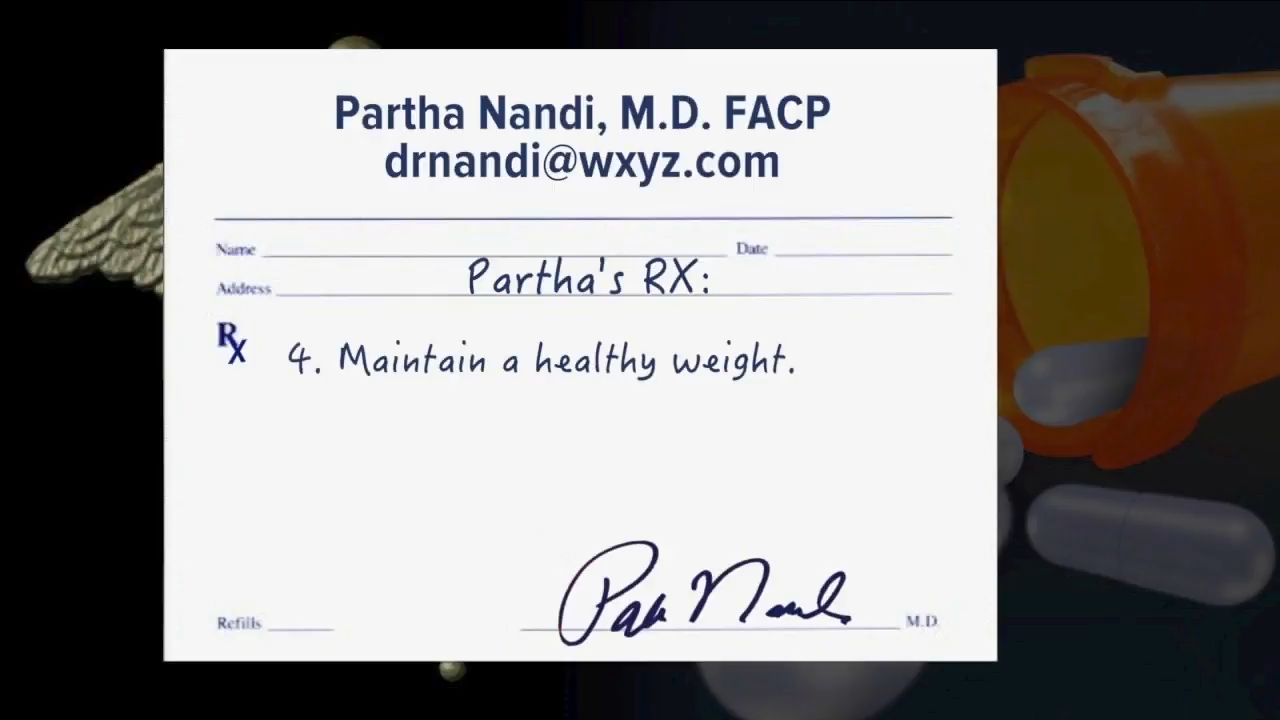 Partha Nandi, M.D. FACP
drnandi@wxyz.com
Name
Date
Partha's RX:
Address
Rx
4. Maintain a healthy weight.
Refills
M.D.